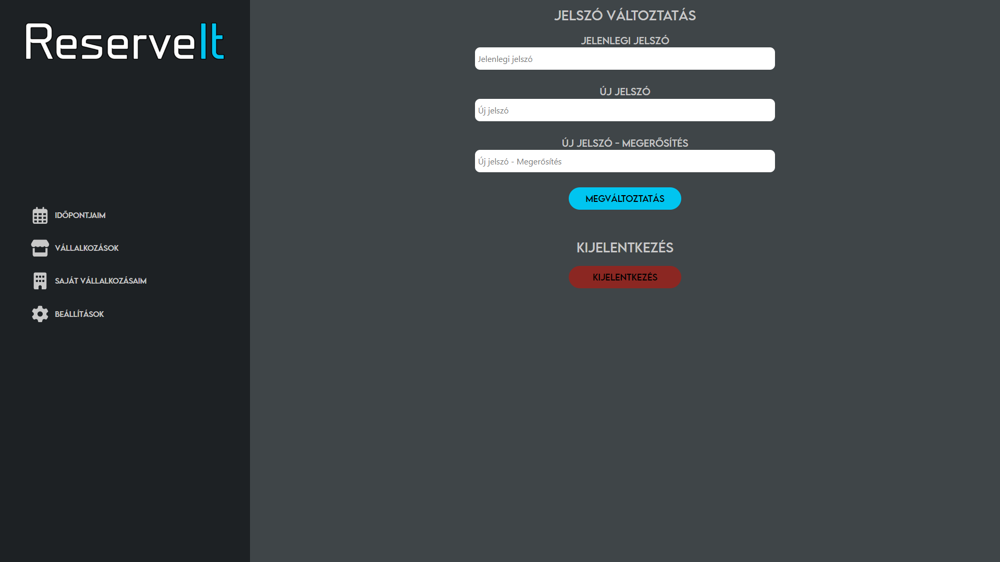 ReserveIt
IDŐPONTJAIM
VÁLLALKOZÁSOK
SAJÁT VÁLLALKOZÁSAIM
BEÁLLÍTÁSOK
JELSZÓ VÁLTOZTATÁS
JELENLEGI JELSZÓ
Jelenlegi jelszó
ÚJ JELSZÓ
Új jelszó
ÚJ JELSZÓ - MEGERŐSÍTÉS
Új jelszó - Megerősítés
MEGVÁLTOZTATÁS
KIJELENTKEZÉS
KIJELENTKEZÉS